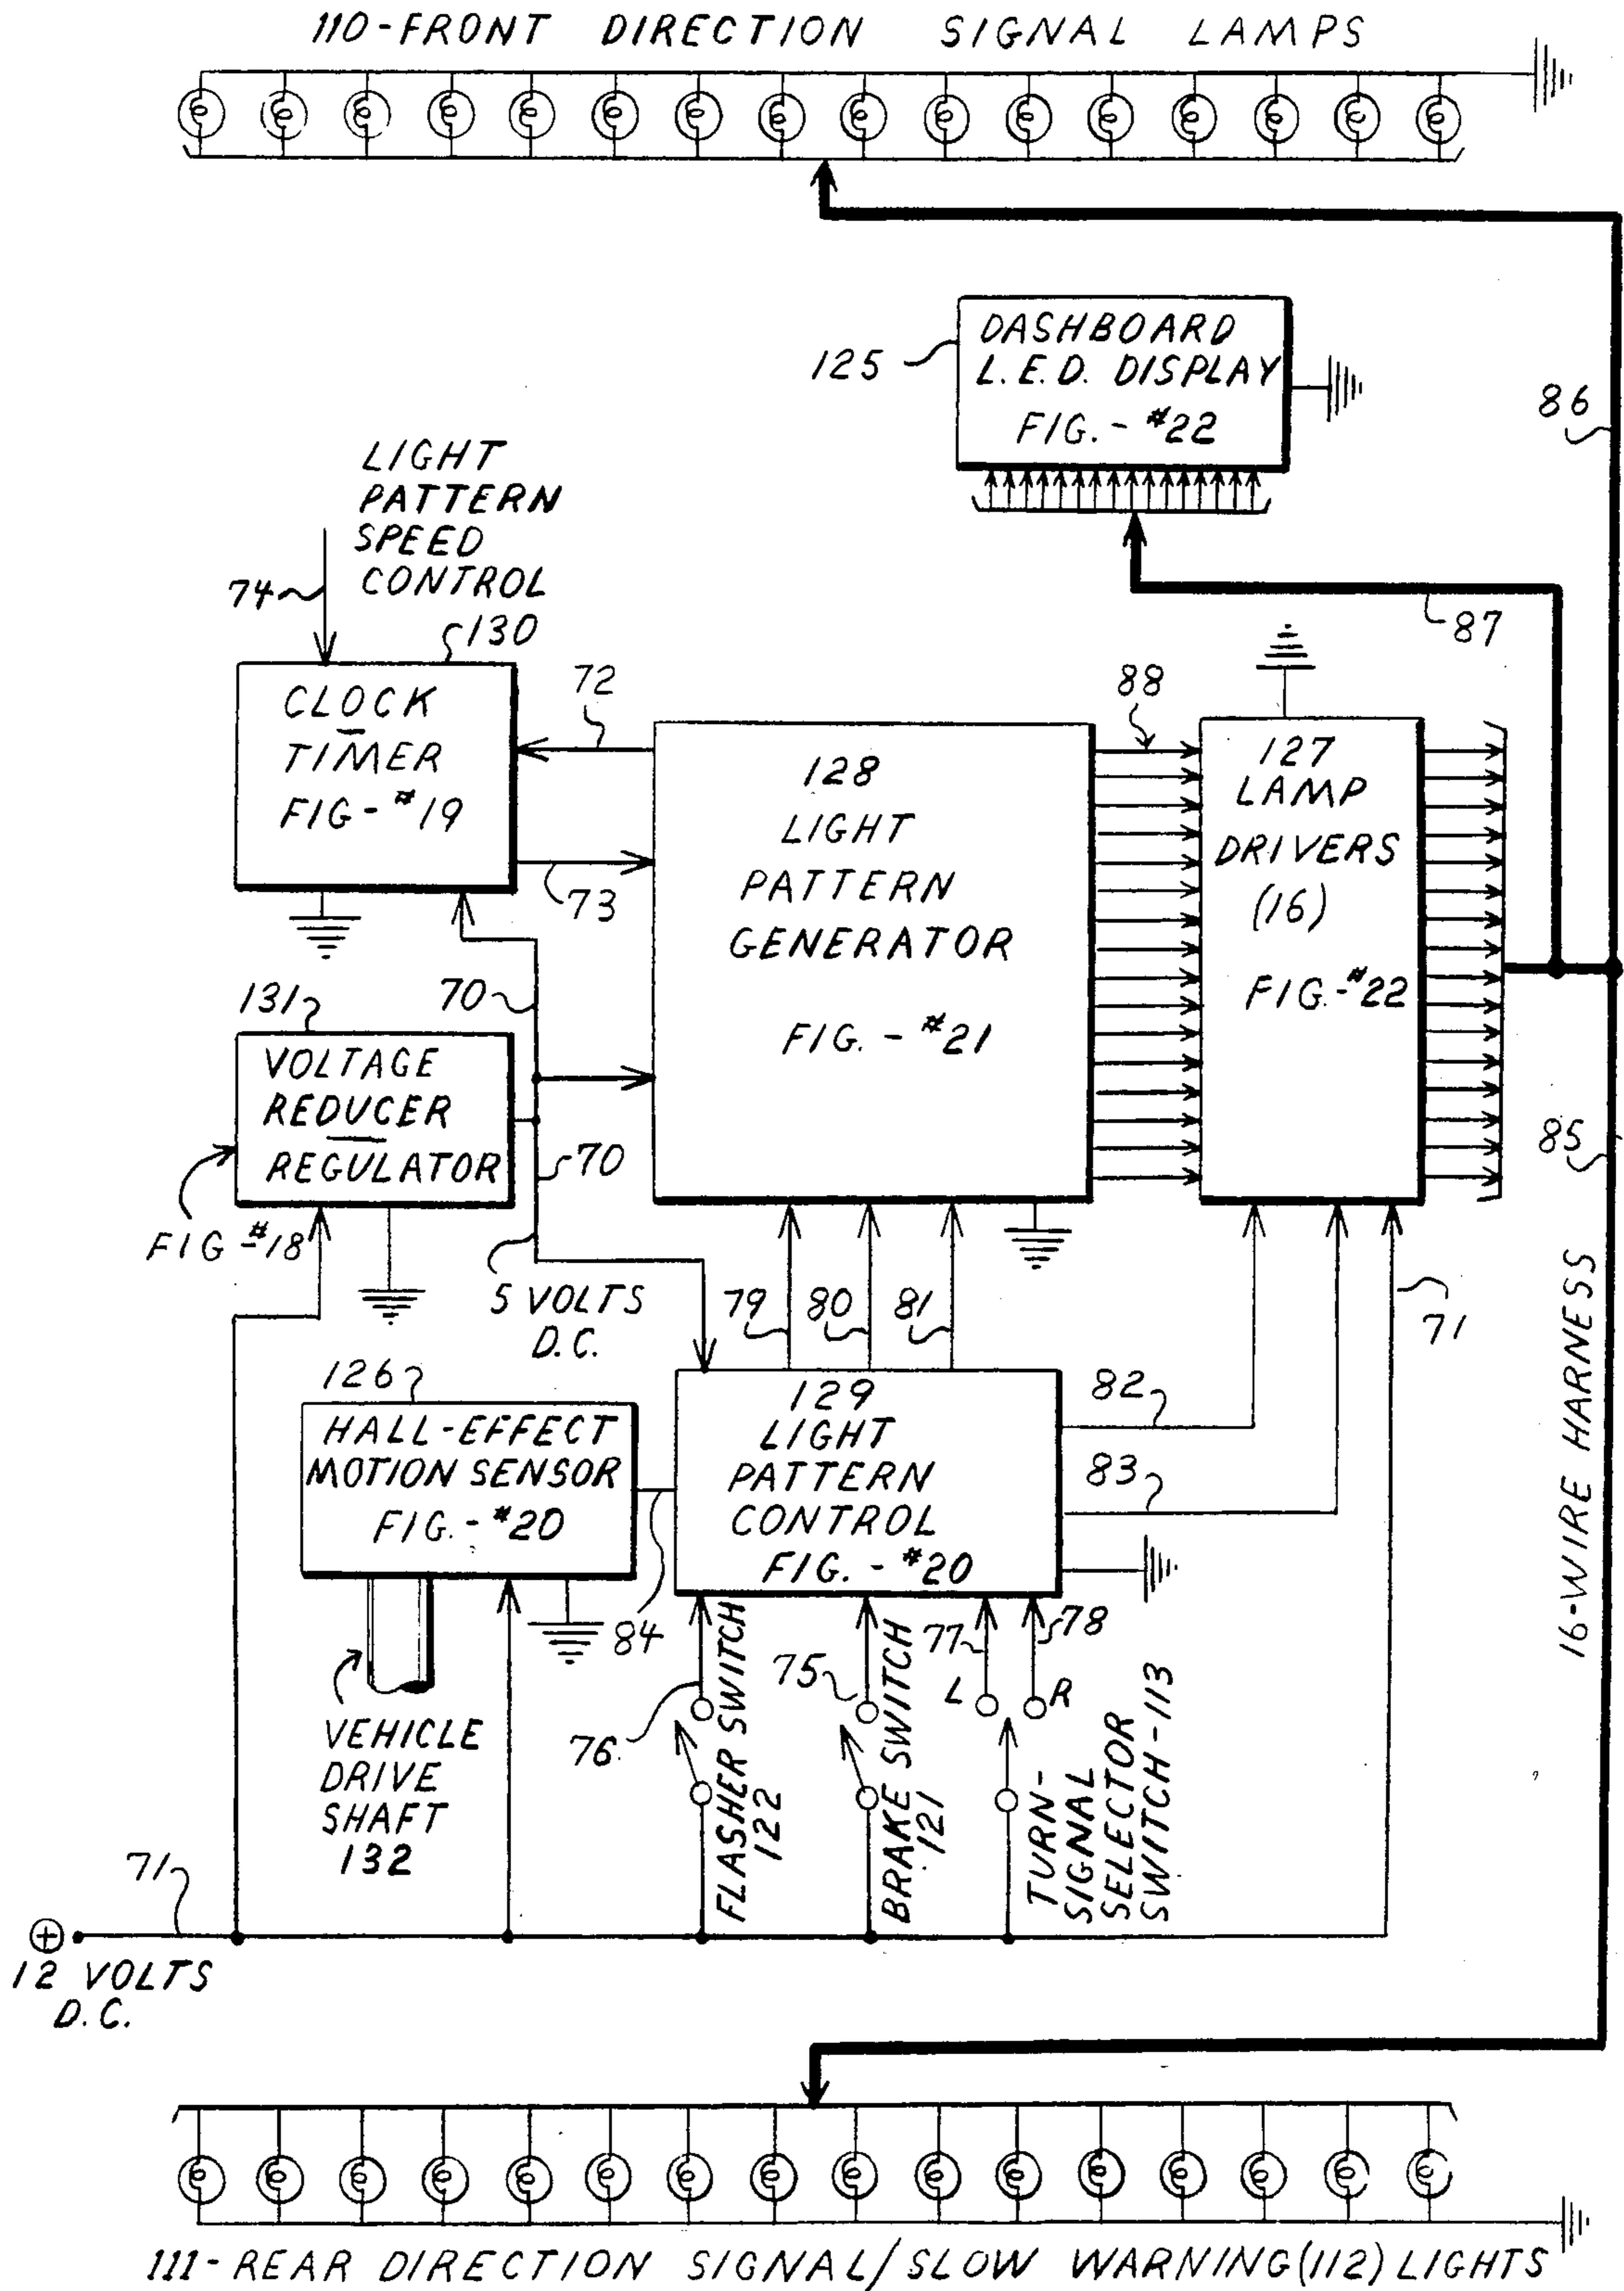 110-FRONT DIRECTION SIGNAL LAMPS
125
DASHBOARD
L.E.D. DISPLAY
FIG.-#22
86
LIGHT
PATTERN
SPEED
CONTROL
74
130
87
CLOCK
TIMER
FIG-#19
72
73
88
128
LIGHT
PATTERN
GENERATOR
FIG.-#21
127
LAMP
DRIVERS
(16)
FIG.-#22
131
70
VOLTAGE
REDUCER
REGULATOR
70
FIG #18
5 VOLTS
D.C.
79
80
81
71
85
16-WIRE HARNESS
126
HALL-EFFECT
MOTION SENSOR
FIG.-#20
129
LIGHT
PATTERN
CONTROL
FIG.-#20
82
83
84
76
75
77
78
L
R
VEHICLE
DRIVE
SHAFT
132
FLASHER SWITCH
122
BRAKE SWITCH
121
TURN-
SIGNAL
SELECTOR
SWITCH-113
71
+
12 VOLTS
D.C.
111-REAR DIRECTION SIGNAL/SLOW WARNING(112)LIGHTS